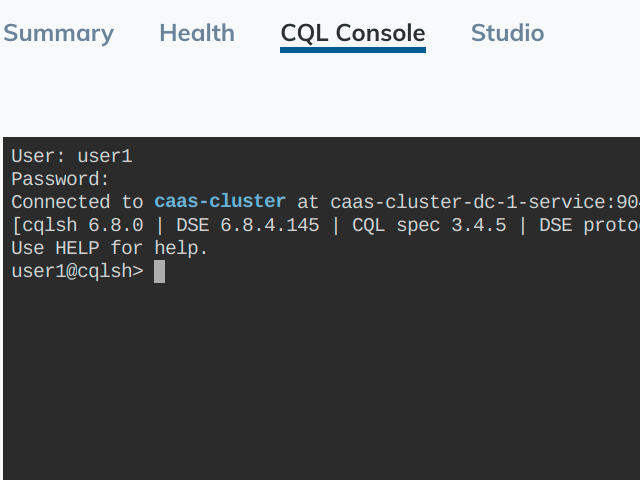 Summary Health CQL Console Studio
User: user1
Password:
Connected to caas-cluster at caas-cluster-dc-1-service:904
[cqlsh 6.8.0 | DSE 6.8.4.145 | CQL spec 3.4.5 | DSE protoc
Use HELP for help.
user1@cqlsh>